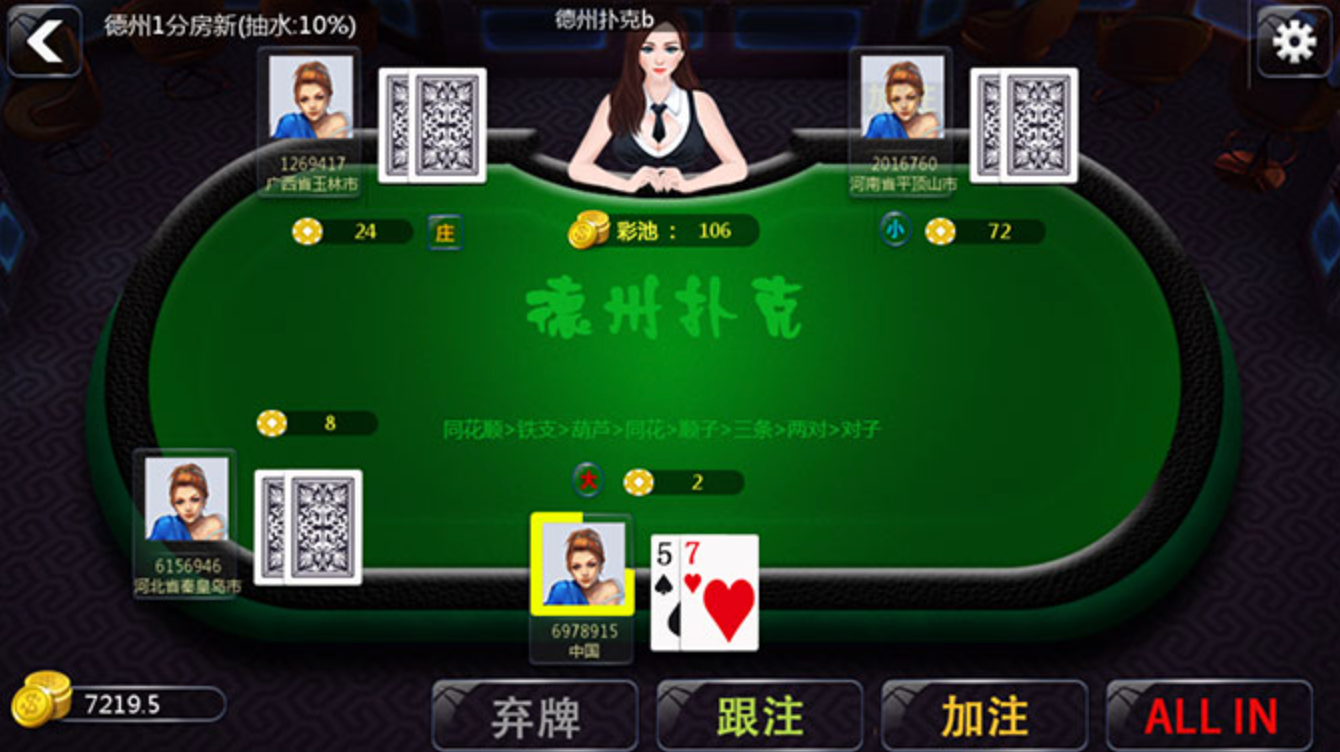 德州1分房新(抽水:10%)
德州扑克b
1269417
广西省玉林市
2016760
河南省平顶山市
24
庄
彩池： 106
小
72
德州扑克
8
同花顺>铁支>葫芦>同花>顺子>三条>两对>对子
大
2
6156946
河北省秦皇岛市
5
7
6978915
中国
7219.5
弃牌
跟注
加注
ALL IN